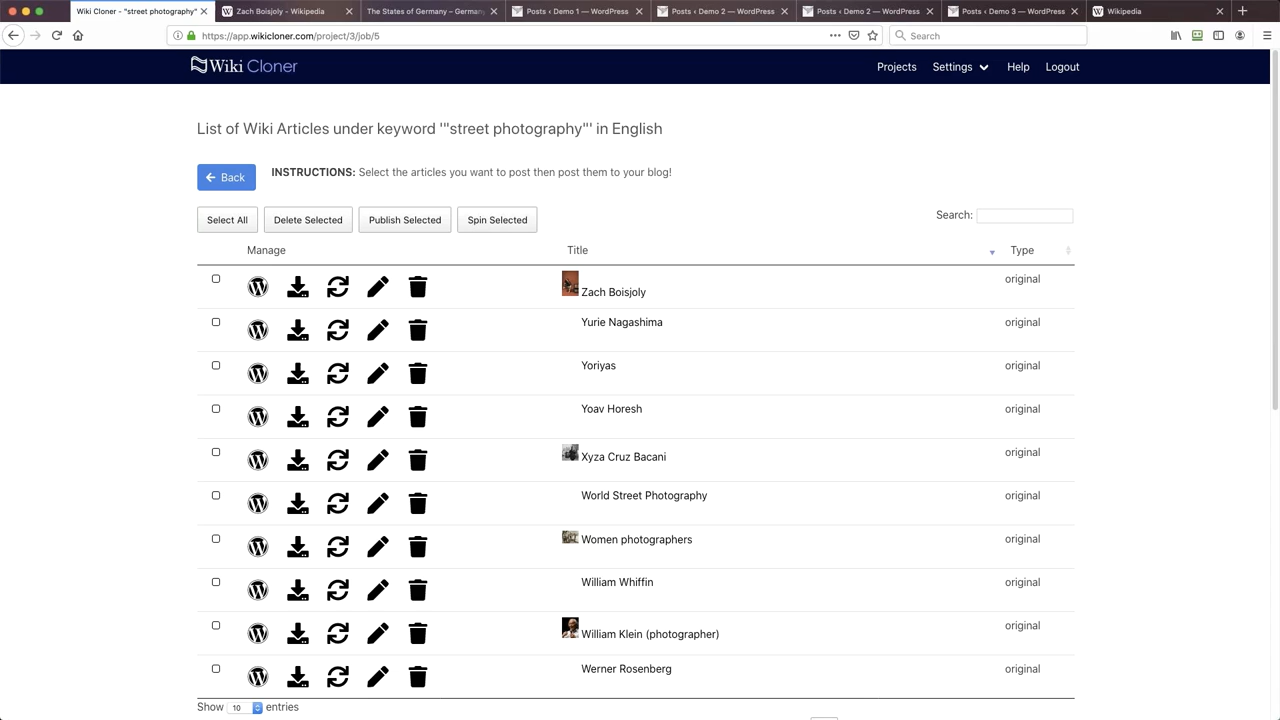 Wiki Cloner - "street photography"
Zach Boisjoly - Wikipedia
The States of Germany – German
Posts ‹ Demo 1 — WordPress
Posts ‹ Demo 2 — WordPress
Posts ‹ Demo 2 — WordPress
Posts ‹ Demo 3 — WordPress
Wikipedia
https://app.wikicloner.com/project/3/job/5
Search
Wiki Cloner
Projects
Settings
Help
Logout
List of Wiki Articles under keyword '"street photography"' in English
Back
INSTRUCTIONS: Select the articles you want to post then post them to your blog!
Select All
Delete Selected
Publish Selected
Spin Selected
Search:
Manage
Title
Type
Zach Boisjoly
original
Yurie Nagashima
original
Yoriyas
original
Yoav Horesh
original
Xyza Cruz Bacani
original
World Street Photography
original
Women photographers
original
William Whiffin
original
William Klein (photographer)
original
Werner Rosenberg
original
Show 10 entries